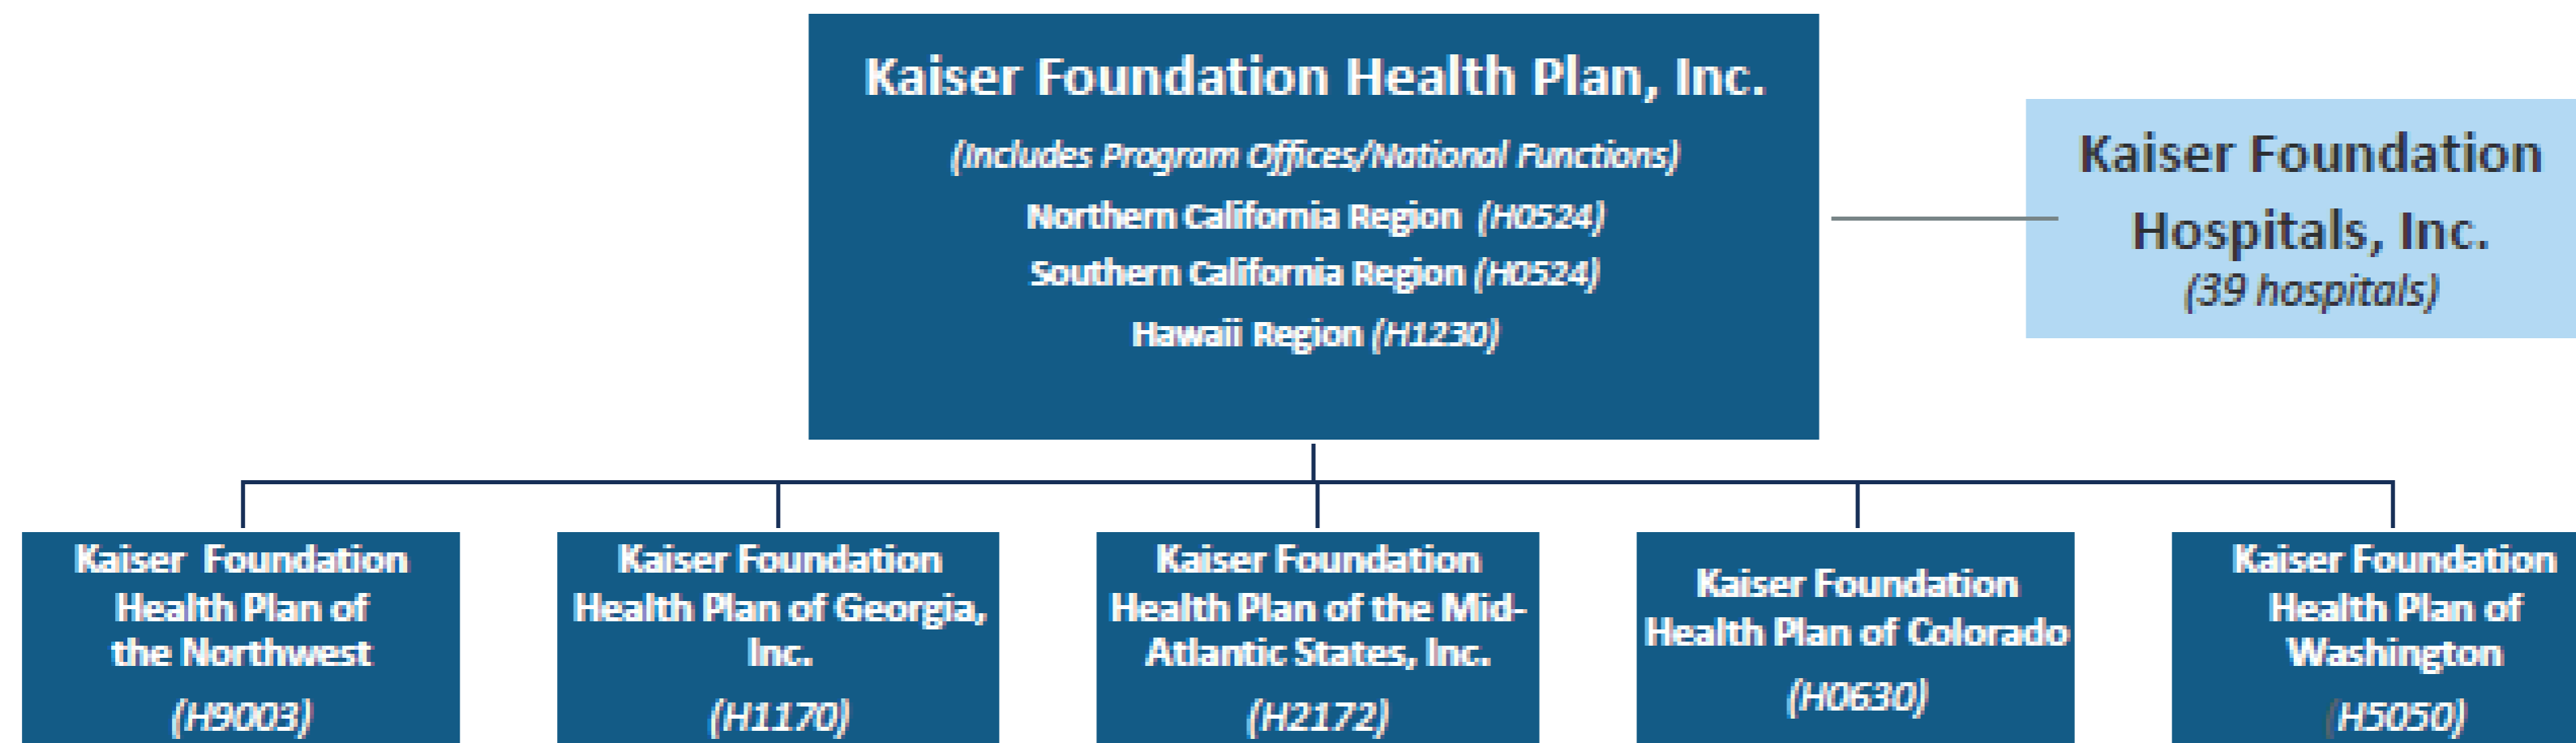 Kaiser Foundation Health Plan, Inc.
(Includes Program Offices/National Functions)
Northern California Region (H0524)
Southern California Region (H0524)
Hawaii Region (H1230)
Kaiser Foundation
Hospitals, Inc.
(39 hospitals)
Kaiser Foundation
Health Plan of
the Northwest
(H9003)
Kaiser Foundation
Health Plan of Georgia,
Inc.
(H1170)
Kaiser Foundation
Health Plan of the Mid-
Atlantic States, Inc.
(H2172)
Kaiser Foundation
Health Plan of Colorado
(H0630)
Kaiser Foundation
Health Plan of
Washington
(H5050)